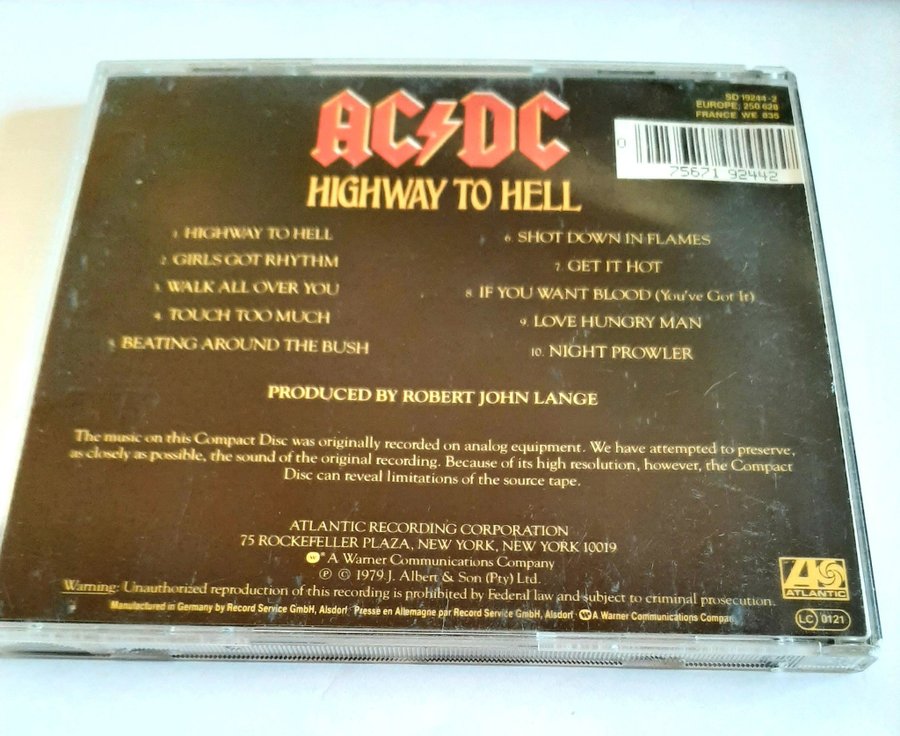 SD 19244-2
EUROPE: 250 628
FRANCE WE 835
0 75671 92442
AC DC
HIGHWAY TO HELL
1. HIGHWAY TO HELL
2. GIRLS GOT RHYTHM
3. WALK ALL OVER YOU
4. TOUCH TOO MUCH
5. BEATING AROUND THE BUSH
6. SHOT DOWN IN FLAMES
7. GET IT HOT
8. IF YOU WANT BLOOD (You've Got It)
9. LOVE HUNGRY MAN
10. NIGHT PROWLER
PRODUCED BY ROBERT JOHN LANGE
The music on this Compact Disc was originally recorded on analog equipment. We have attempted to preserve,
as closely as possible, the sound of the original recording. Because of its high resolution, however, the Compact
Disc can reveal limitations of the source tape.
ATLANTIC RECORDING CORPORATION
75 ROCKEFELLER PLAZA, NEW YORK, NEW YORK 10019
W * A Warner Communications Company
℗ © 1979 J. Albert & Son (Pty) Ltd.
Warning: Unauthorized reproduction of this recording is prohibited by Federal law and subject to criminal prosecution.
Manufactured in Germany by Record Service GmbH, Alsdorf · Pressé en Allemagne par Record Service GmbH, Alsdorf · W A Warner Communications Compan
ATLANTIC
LC 0121